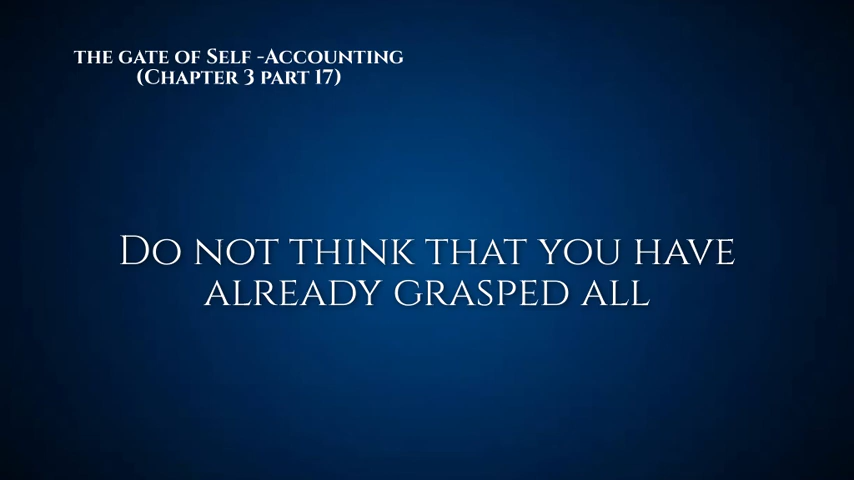 the gate of Self -Accounting
(Chapter 3 part 17)
Do not think that you have
already grasped all